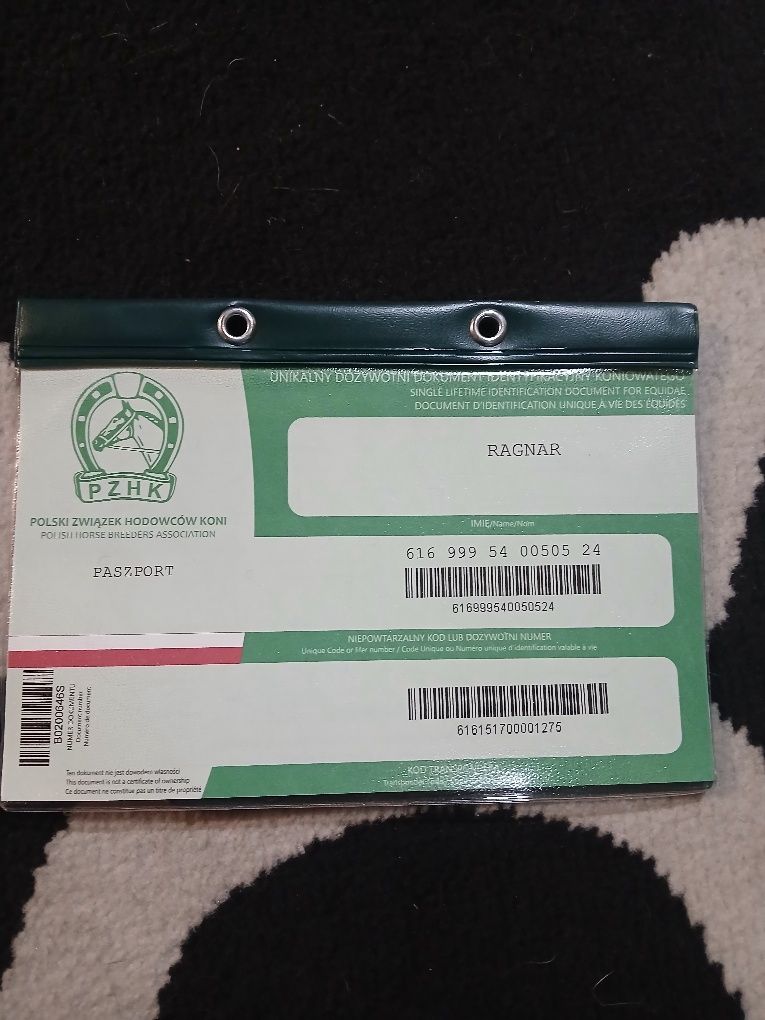 UNIKALNY DOŻYWOTNI DOKUMENT IDENTYFIKACYJNY KONIOWATEGO
SINGLE LIFETIME IDENTIFICATION DOCUMENT FOR EQUIDAE
DOCUMENT D'IDENTIFICATION UNIQUE A VIE DES EQUIDES
PZHK
POLSKI ZWIĄZEK HODOWCÓW KONI
POLISH HORSE BREEDERS ASSOCIATION
PASZPORT
RAGNAR
IMIĘ/Name/Nom
616 999 54 00505 24
616999540050524
NIEPOWTARZALNY KOD LUB DOŻYWOTNI NUMER
Unique Code or life number / Code Unique ou Numéro unique d'identification valable à vie
616151700001275
KOD TRANSPONDERA
B0200646S
NUMER DOKUMENTU
Document number
Numéro de document
Ten dokument nie jest dowodem własności
This document is not a certificate of ownership
Ce document ne constitue pas un titre de propriété